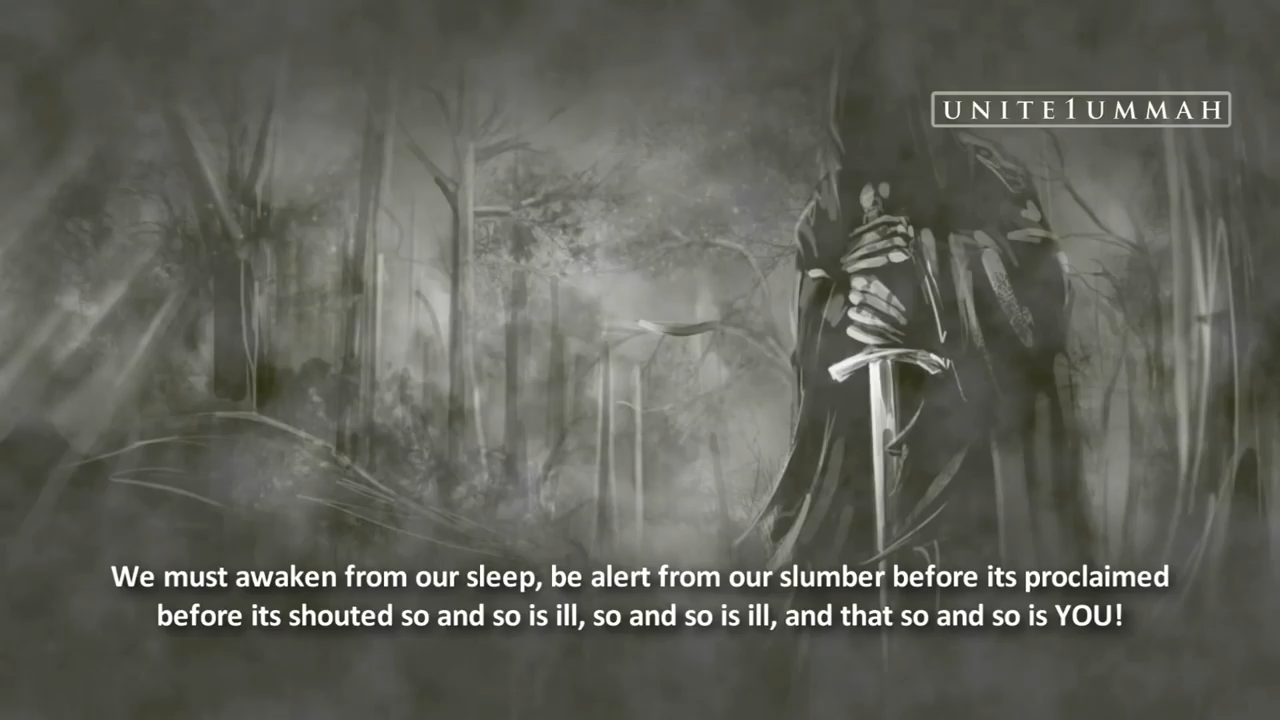 UNITE1UMMAH
We must awaken from our sleep, be alert from our slumber before its proclaimed
before its shouted so and so is ill, so and so is ill, and that so and so is YOU!